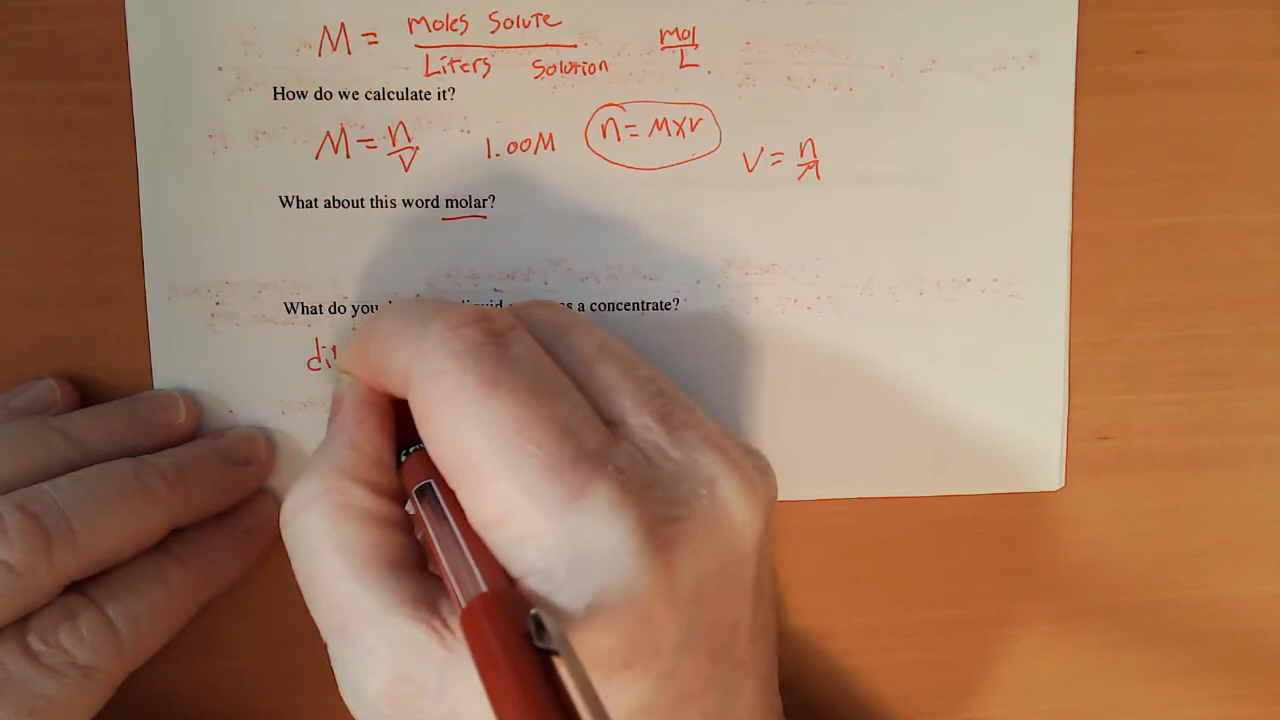 M = Moles Solute mol
Liters Solution L
How do we calculate it?
M = n/V 1.00M n = M×V V = n/M
What about this word molar?
What do you liquid as a concentrate?